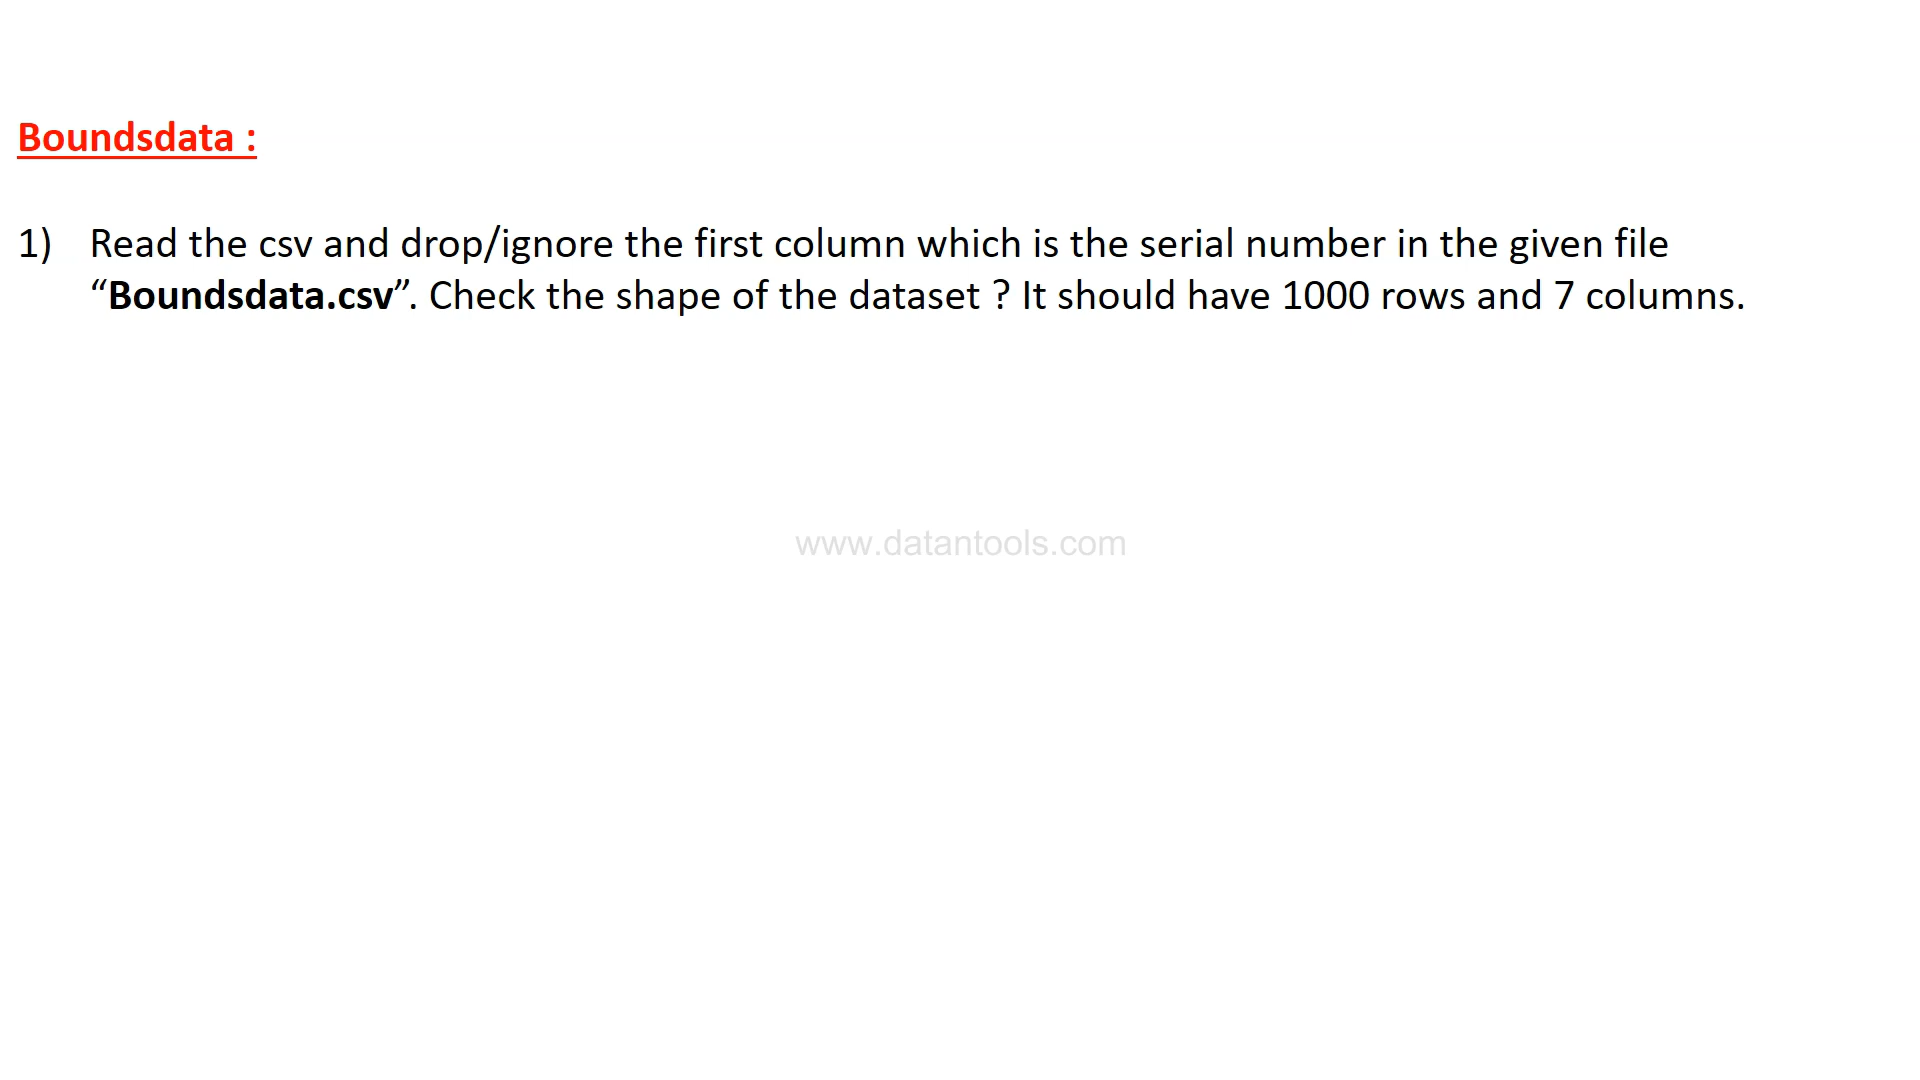 Boundsdata :
1) Read the csv and drop/ignore the first column which is the serial number in the given file
“Boundsdata.csv”. Check the shape of the dataset ? It should have 1000 rows and 7 columns.
www.datantools.com